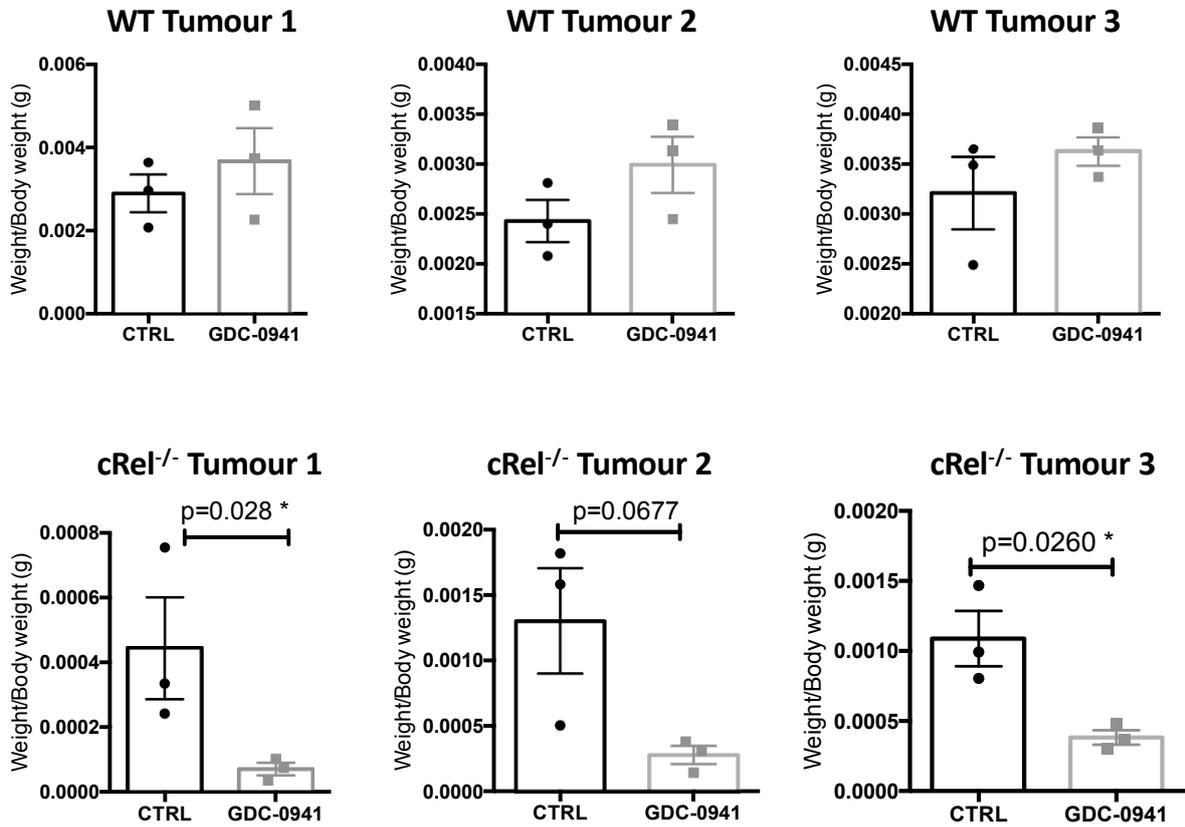 WT Tumour 1
Weight/Body weight (g)
0.006
0.004
0.002
0.000
CTRL GDC-0941
WT Tumour 2
Weight/Body weight (g)
0.0040
0.0035
0.0030
0.0025
0.0020
0.0015
CTRL GDC-0941
WT Tumour 3
Weight/Body weight (g)
0.0045
0.0040
0.0035
0.0030
0.0025
0.0020
CTRL GDC-0941
cRel-/- Tumour 1
p=0.028 *
Weight/Body weight (g)
0.0008
0.0006
0.0004
0.0002
0.0000
CTRL GDC-0941
cRel-/- Tumour 2
p=0.0677
Weight/Body weight (g)
0.0020
0.0015
0.0010
0.0005
0.0000
CTRL GDC-0941
cRel-/- Tumour 3
p=0.0260 *
Weight/Body weight (g)
0.0020
0.0015
0.0010
0.0005
0.0000
CTRL GDC-0941